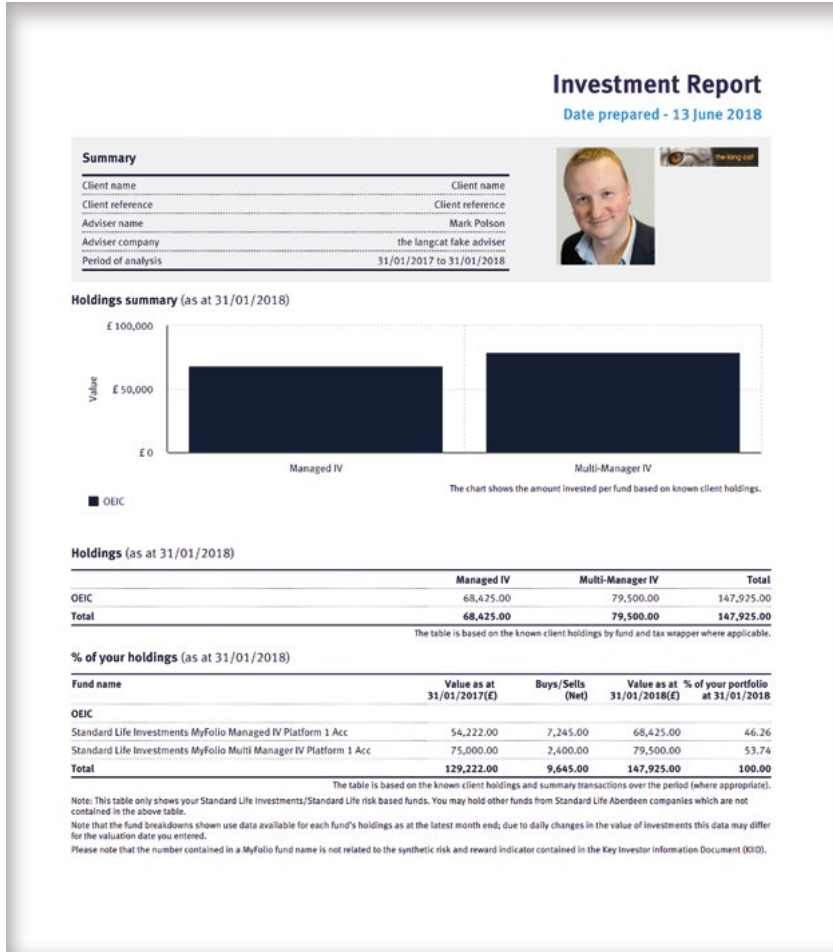 Investment Report
Date prepared - 13 June 2018
the lang cat
Summary
Client name Client name
Client reference Client reference
Adviser name Mark Polson
Adviser company the langcat fake adviser
Period of analysis 31/01/2017 to 31/01/2018
Holdings summary (as at 31/01/2018)
£ 100,000
£ 50,000
£ 0
Value
Managed IV Multi-Manager IV
The chart shows the amount invested per fund based on known client holdings.
OEIC
Holdings (as at 31/01/2018)
Managed IV Multi-Manager IV Total
OEIC 68,425.00 79,500.00 147,925.00
Total 68,425.00 79,500.00 147,925.00
The table is based on the known client holdings by fund and tax wrapper where applicable.
% of your holdings (as at 31/01/2018)
Fund name Value as at Buys/Sells Value as at % of your portfolio
31/01/2017(£) (Net) 31/01/2018(£) at 31/01/2018
OEIC
Standard Life Investments MyFolio Managed IV Platform 1 Acc 54,222.00 7,245.00 68,425.00 46.26
Standard Life Investments MyFolio Multi Manager IV Platform 1 Acc 75,000.00 2,400.00 79,500.00 53.74
Total 129,222.00 9,645.00 147,925.00 100.00
The table is based on the known client holdings and summary transactions over the period (where appropriate).
Note: This table only shows your Standard Life Investments/Standard Life risk based funds. You may hold other funds from Standard Life Aberdeen companies which are not
contained in the above table.
Note that the fund breakdowns shown use data available for each fund's holdings as at the latest month end; due to daily changes in the value of investments this data may differ
for the valuation date you entered.
Please note that the number contained in a MyFolio fund name is not related to the synthetic risk and reward indicator contained in the Key Investor Information Document (KIID).